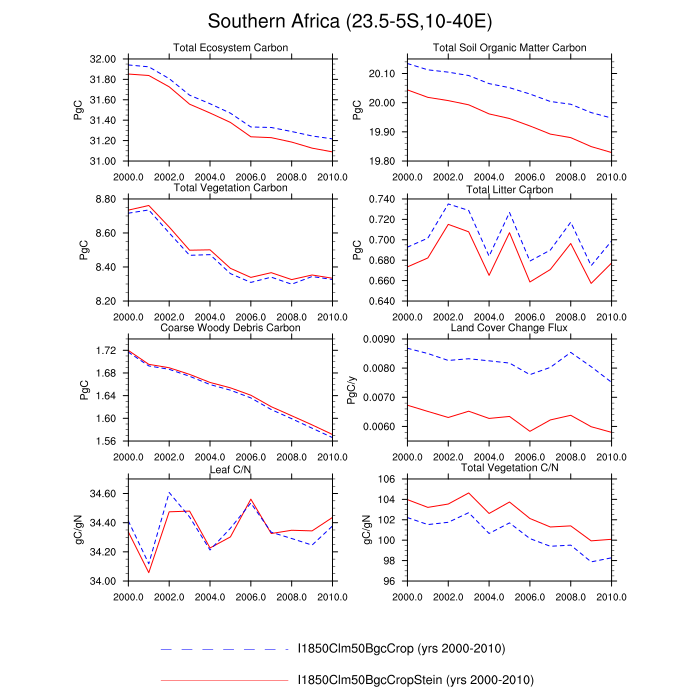 Southern Africa (23.5-5S,10-40E)
Total Ecosystem Carbon
PgC
32.00
31.80
31.60
31.40
31.20
31.00
2000.0 2002.0 2004.0 2006.0 2008.0 2010.0
Total Soil Organic Matter Carbon
PgC
20.10
20.00
19.90
19.80
2000.0 2002.0 2004.0 2006.0 2008.0 2010.0
Total Vegetation Carbon
PgC
8.80
8.60
8.40
8.20
2000.0 2002.0 2004.0 2006.0 2008.0 2010.0
Total Litter Carbon
PgC
0.740
0.720
0.700
0.680
0.660
0.640
2000.0 2002.0 2004.0 2006.0 2008.0 2010.0
Coarse Woody Debris Carbon
PgC
1.72
1.68
1.64
1.60
1.56
2000.0 2002.0 2004.0 2006.0 2008.0 2010.0
Land Cover Change Flux
PgC/y
0.0090
0.0080
0.0070
0.0060
2000.0 2002.0 2004.0 2006.0 2008.0 2010.0
Leaf C/N
gC/gN
34.60
34.40
34.20
34.00
2000.0 2002.0 2004.0 2006.0 2008.0 2010.0
Total Vegetation C/N
gC/gN
106
104
102
100
98
96
2000.0 2002.0 2004.0 2006.0 2008.0 2010.0
I1850Clm50BgcCrop (yrs 2000-2010)
I1850Clm50BgcCropStein (yrs 2000-2010)